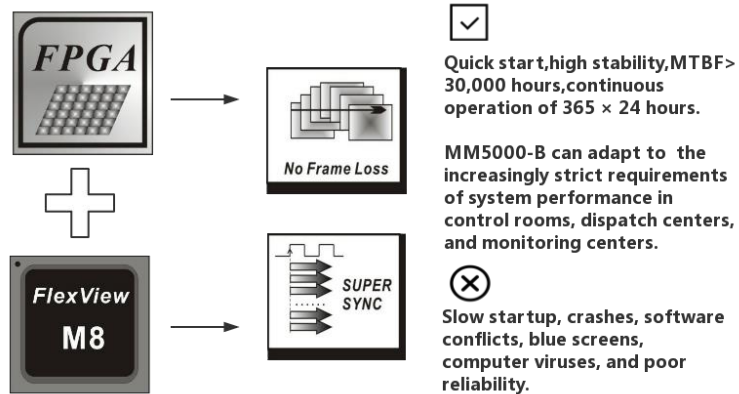 FPGA
No Frame Loss
FlexView
M8
SUPER
SYNC
Quick start,high stability,MTBF>
30,000 hours,continuous
operation of 365 × 24 hours.
MM5000-B can adapt to  the
increasingly strict requirements
of system performance in
control rooms, dispatch centers,
and monitoring centers.
Slow startup, crashes, software
conflicts, blue screens,
computer viruses, and poor
reliability.